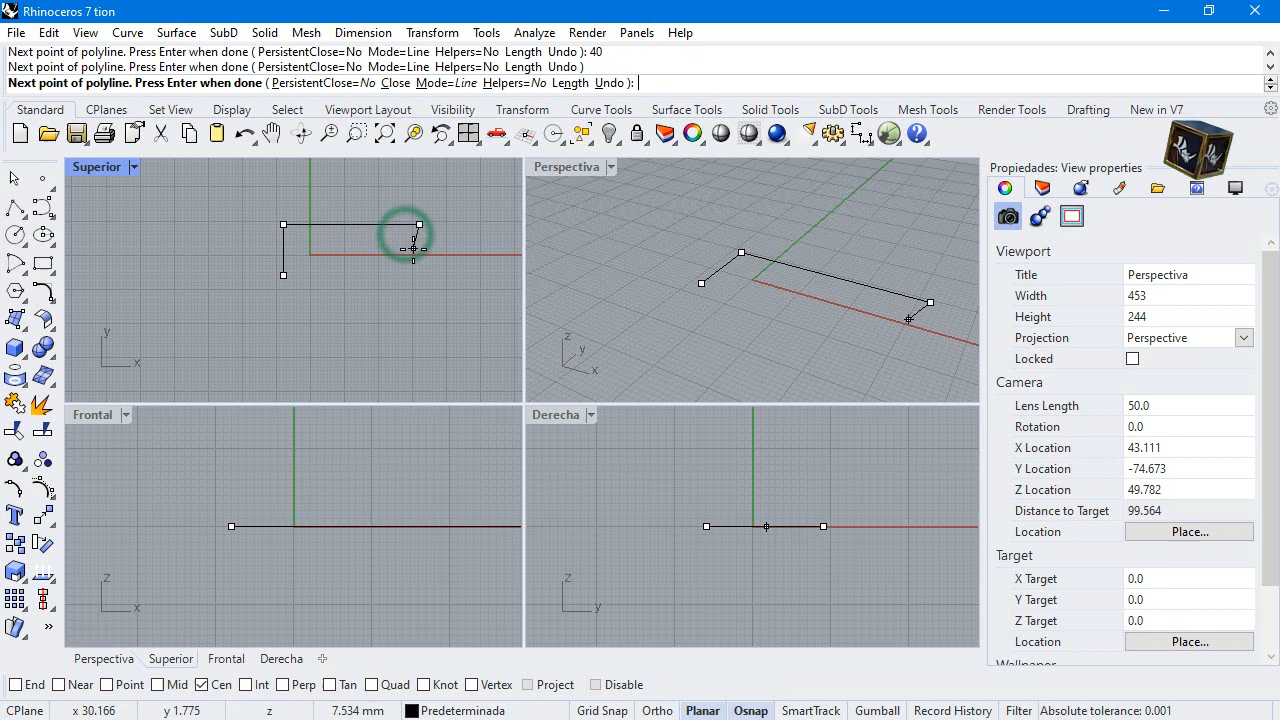 Rhinoceros 7 tion
File Edit View Curve Surface SubD Solid Mesh Dimension Transform Tools Analyze Render Panels Help
Next point of polyline. Press Enter when done ( PersistentClose=No Mode=Line Helpers=No Length Undo ): 40
Next point of polyline. Press Enter when done ( PersistentClose=No Mode=Line Helpers=No Length Undo )
Next point of polyline. Press Enter when done ( PersistentClose=No Close Mode=Line Helpers=No Length Undo ):
Standard CPlanes Set View Display Select Viewport Layout Visibility Transform Curve Tools Surface Tools Solid Tools SubD Tools Mesh Tools Render Tools Drafting New in V7
Superior
Perspectiva
Propiedades: View properties
Viewport
Title Perspectiva
Width 453
Height 244
Projection Perspective
Locked
Camera
Lens Length 50.0
Rotation 0.0
X Location 43.111
Y Location -74.673
Z Location 49.782
Distance to Target 99.564
Location Place...
Target
X Target 0.0
Y Target 0.0
Z Target 0.0
Location Place...
Wallpaper
y
x
z
y
x
Frontal
Derecha
z
x
z
y
Perspectiva Superior Frontal Derecha
End Near Point Mid Cen Int Perp Tan Quad Knot Vertex Project Disable
CPlane x 30.166 y 1.775 z 7.534 mm Predeterminada Grid Snap Ortho Planar Osnap SmartTrack Gumball Record History Filter Absolute tolerance: 0.001